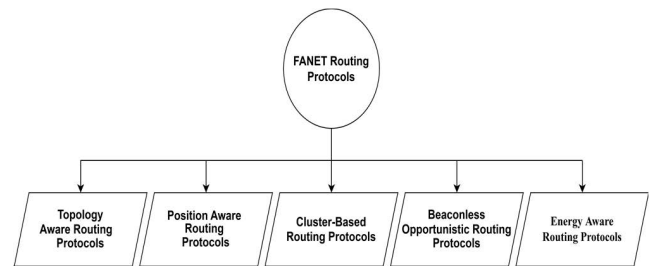 FANET Routing
Protocols
Topology
Aware Routing
Protocols
Position Aware
Routing
Protocols
Cluster-Based
Routing Protocols
Beaconless
Opportunistic Routing
Protocols
Energy Aware
Routing Protocols